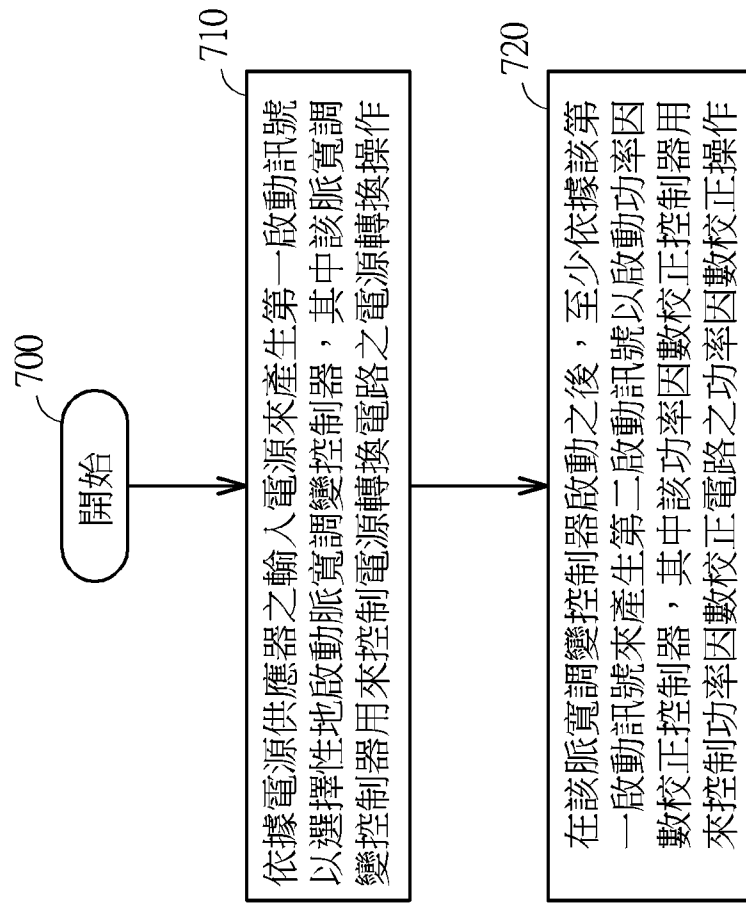 700
開始
710
依據電源供應器之輸入電源來產生第一啟動訊號
以選擇性地啟動脈寬調變控制器，其中該脈寬調
變控制器用來控制電源轉換電路之電源轉換操作
720
在該脈寬調變控制器啟動之後，至少依據該第
一啟動訊號來產生第二啟動訊號以啟動功率因
數校正控制器，其中該功率因數校正控制器用
來控制功率因數校正電路之功率因數校正操作